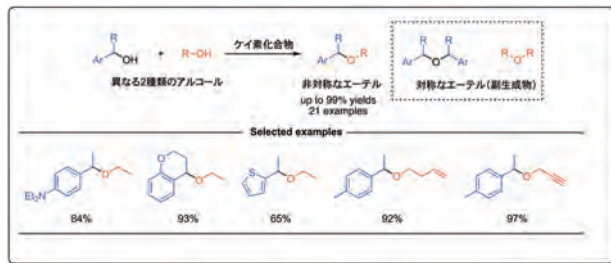 R
Ar
OH
+
R-OH
ケイ素化合物
R
Ar
O
R
R
R
Ar
O
Ar
R
O
R
異なる2種類のアルコール
非対称なエーテル
up to 99% yields
21 examples
対称なエーテル(副生成物)
Selected examples
Et₂N
O
O
O
S
O
O
O
84%
93%
65%
92%
97%